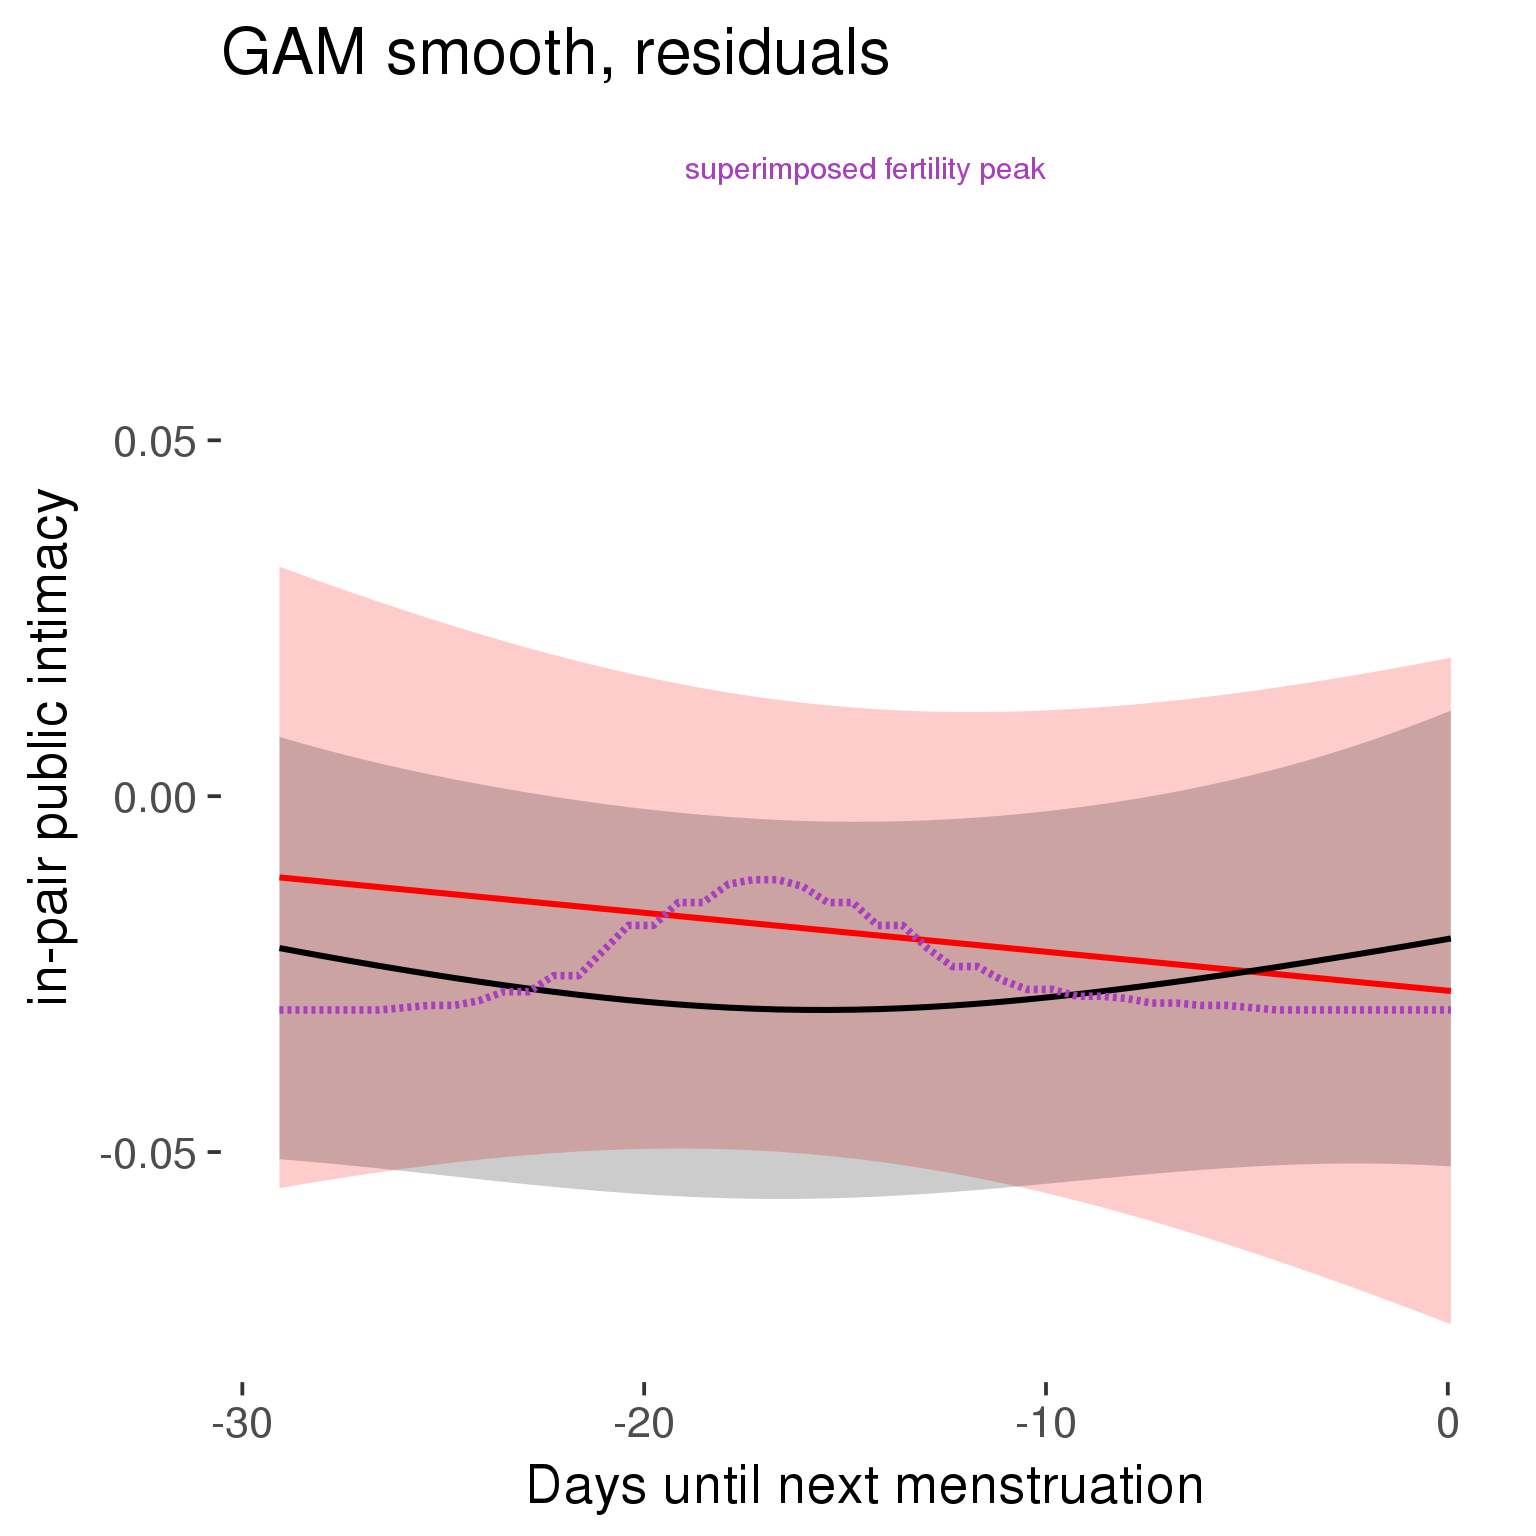 GAM smooth, residuals
superimposed fertility peak
in-pair public intimacy
0.05
0.00
-0.05
-30
-20
-10
0
Days until next menstruation